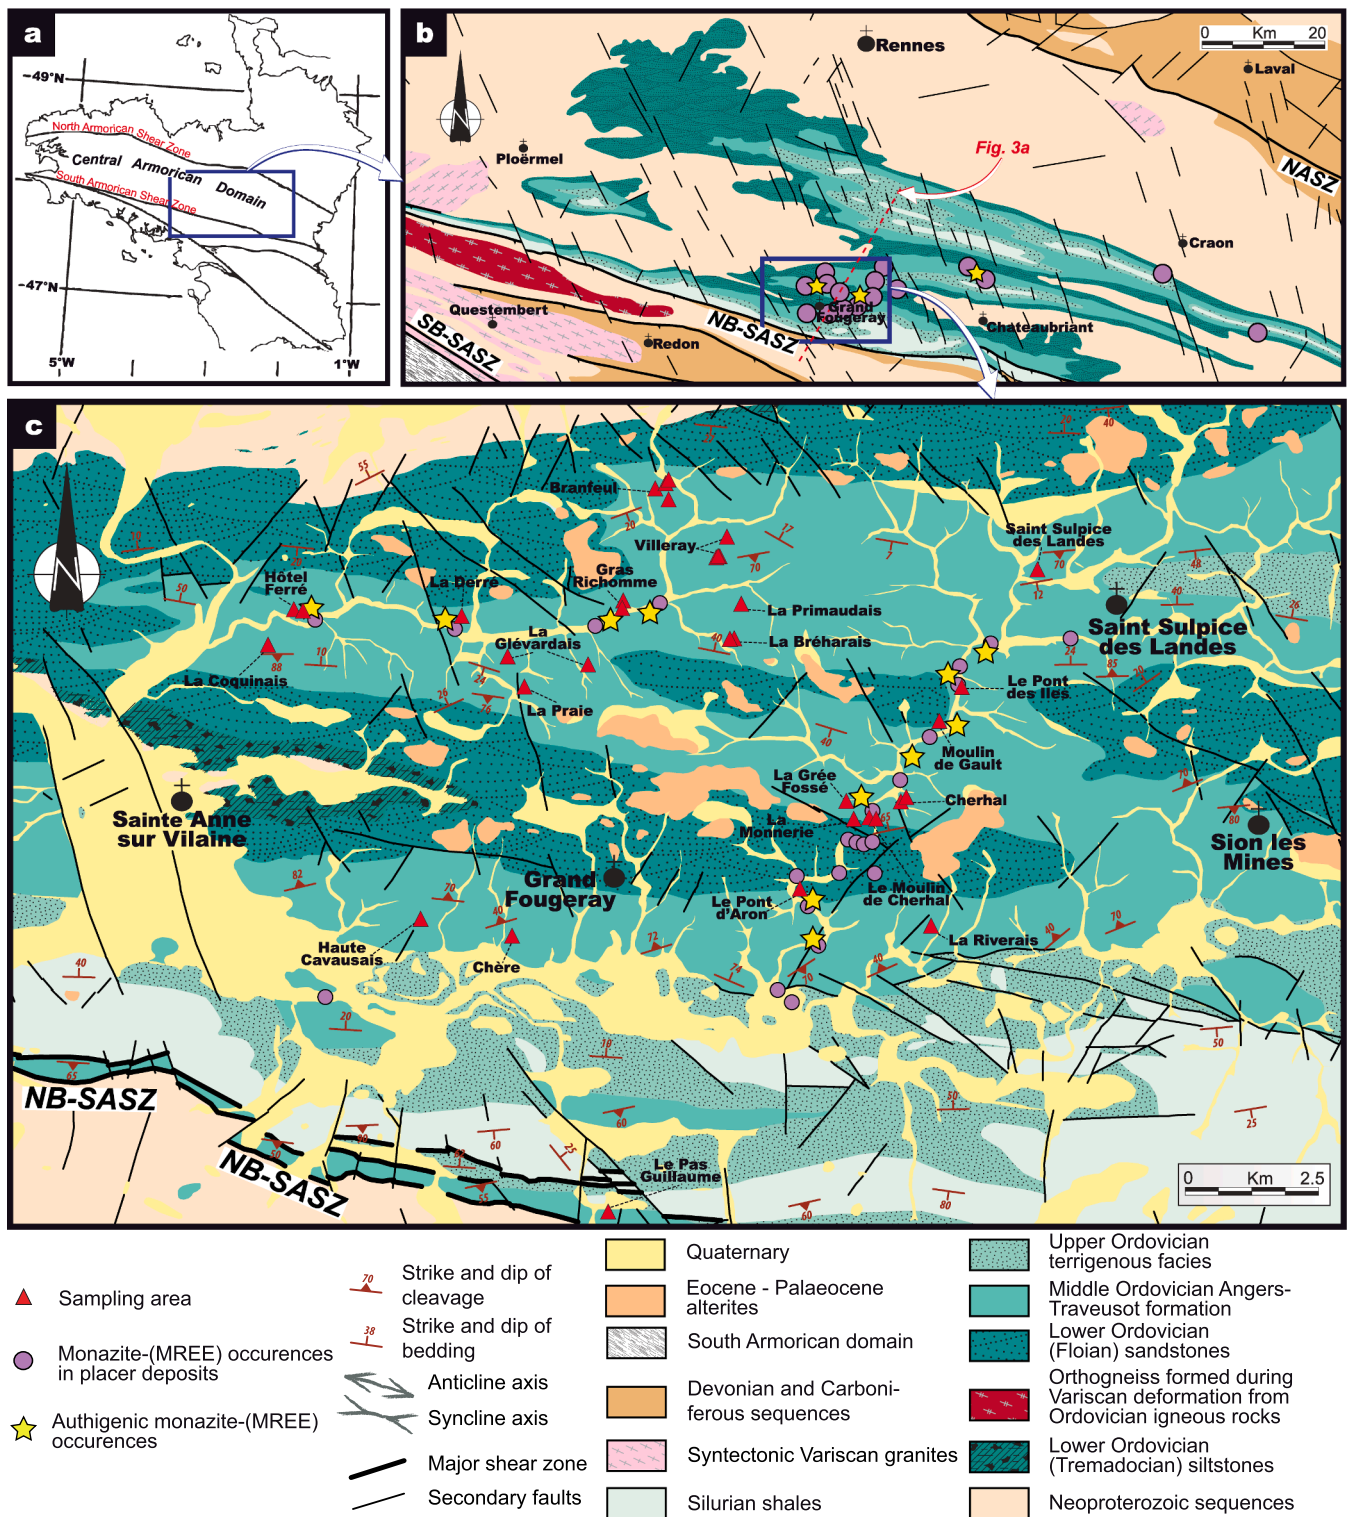 a
49°N
North Armorican Shear Zone
Central Armorican Domain
South Armorican Shear Zone
47°N
5°W
1°W
b
Rennes
0 Km 20
Laval
Ploërmel
Fig. 3a
NASZ
Craon
Questembert
Grand
Fougeray
Chateaubriant
NB-SASZ
SB-SASZ
Redon
c
Branfeul
Villeray
Saint Sulpice
des Landes
Hôtel
Ferré
La Derré
Gras
Richomme
La Primaudais
La Bréharais
Saint Sulpice
des Landes
La
Glévardais
La Coquinais
La Praie
Le Pont
des Iles
Moulin
de Gault
La Grée
Fossé
Cherhal
La
Monnerie
Sainte Anne
sur Vilaine
Sion les
Mines
Grand
Fougeray
Le Moulin
de Cherhal
Le Pont
d'Aron
Haute
Cavausais
Chère
La Riverais
NB-SASZ
NB-SASZ
Le Pas
Guillaume
0 Km 2.5
Sampling area
Monazite-(MREE) occurences
in placer deposits
Authigenic monazite-(MREE)
occurences
70
Strike and dip of
cleavage
38
Strike and dip of
bedding
Anticline axis
Syncline axis
Major shear zone
Secondary faults
Quaternary
Eocene - Palaeocene
alterites
South Armorican domain
Devonian and Carboni-
ferous sequences
Syntectonic Variscan granites
Silurian shales
Upper Ordovician
terrigenous facies
Middle Ordovician Angers-
Traveusot formation
Lower Ordovician
(Floian) sandstones
Orthogneiss formed during
Variscan deformation from
Ordovician igneous rocks
Lower Ordovician
(Tremadocian) siltstones
Neoproterozoic sequences